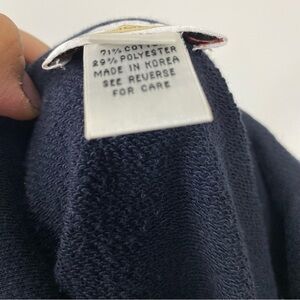 71% COTTON
29% POLYESTER
MADE IN KOREA
SEE REVERSE
FOR CARE